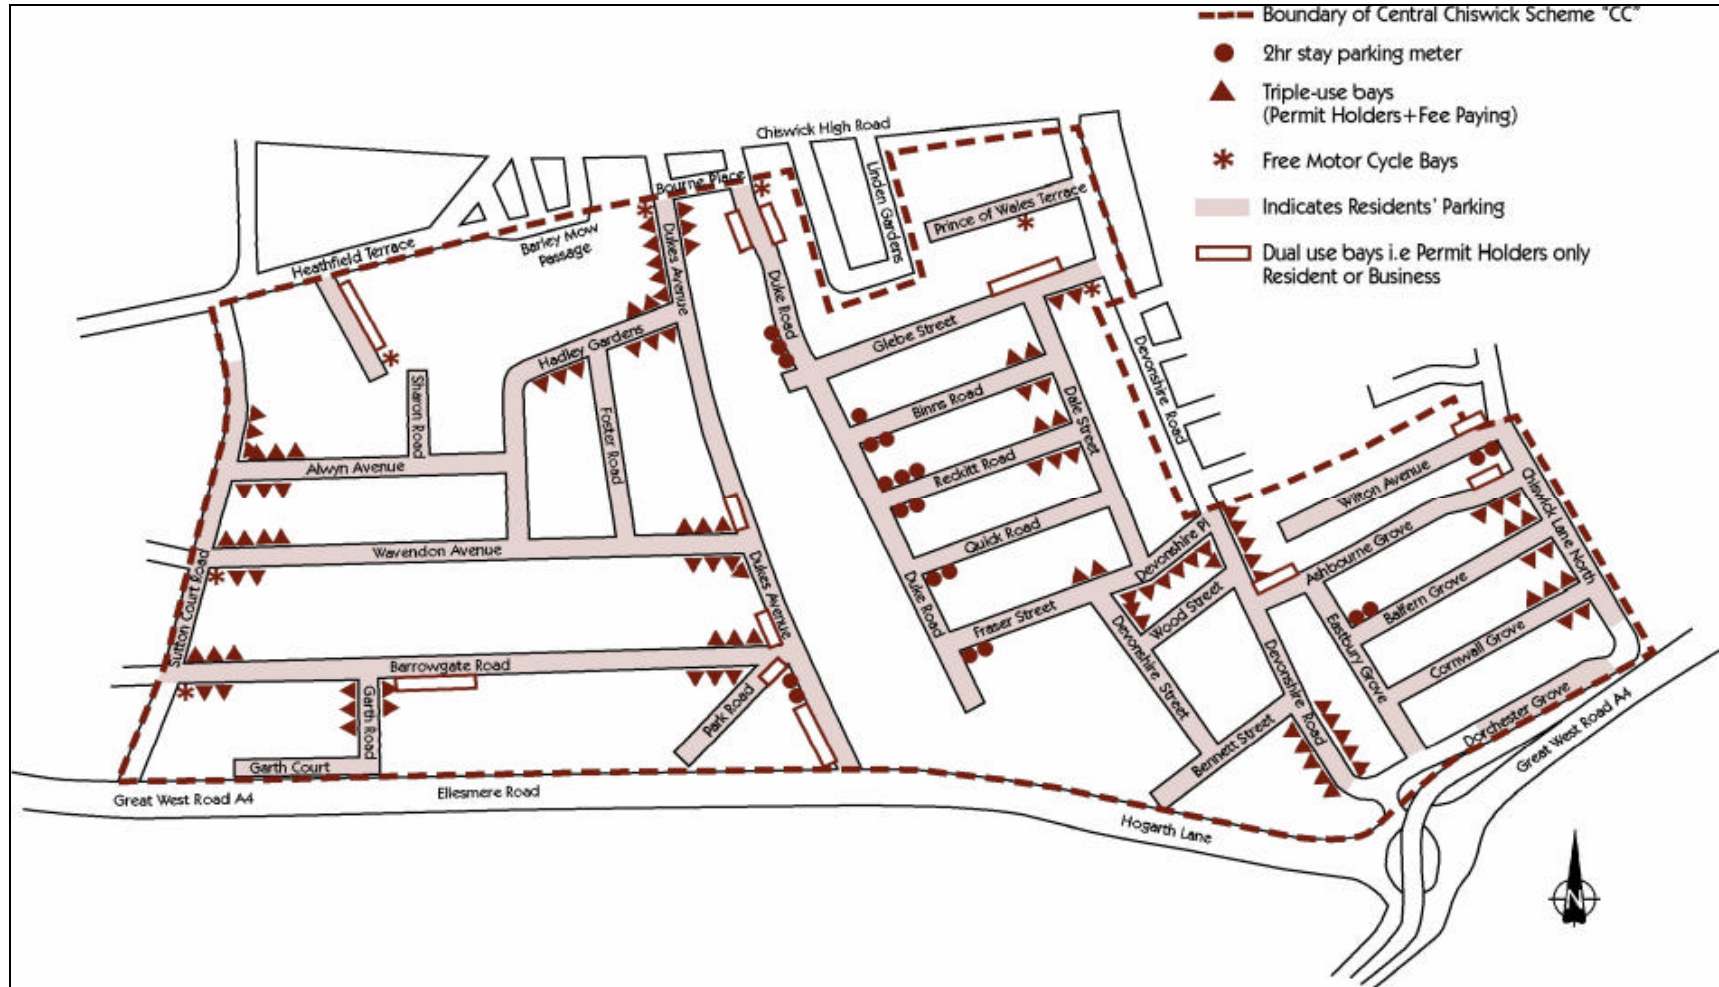 Boundary of Central Chiswick Scheme "CC"
2hr stay parking meter
Triple-use bays
(Permit Holders+Fee Paying)
Free Motor Cycle Bays
Indicates Residents' Parking
Dual use bays i.e Permit Holders only
Resident or Business
Chiswick High Road
Bourne Place
Linden Gardens
Prince of Wales Terrace
Heathfield Terrace
Barley Mow
Passage
Dukes Avenue
Duke Road
Glebe Street
Hadley Gardens
Devonshire Road
Sharon Road
Foster Road
Binns Road
Dale Street
Alwyn Avenue
Reckitt Road
Wilton Avenue
Chiswick Lane North
Quick Road
Wavendon Avenue
Devonshire Pl
Ashbourne Grove
Sutton Court Road
Dukes Avenue
Duke Road
Fraser Street
Wood Street
Balfern Grove
Devonshire Street
Devonshire Road
Eastbury Grove
Cornwall Grove
Barrowgate Road
Garth Road
Park Road
Bennett Street
Dorchester Grove
Great West Road A4
Garth Court
Great West Road A4
Ellesmere Road
Hogarth Lane
N